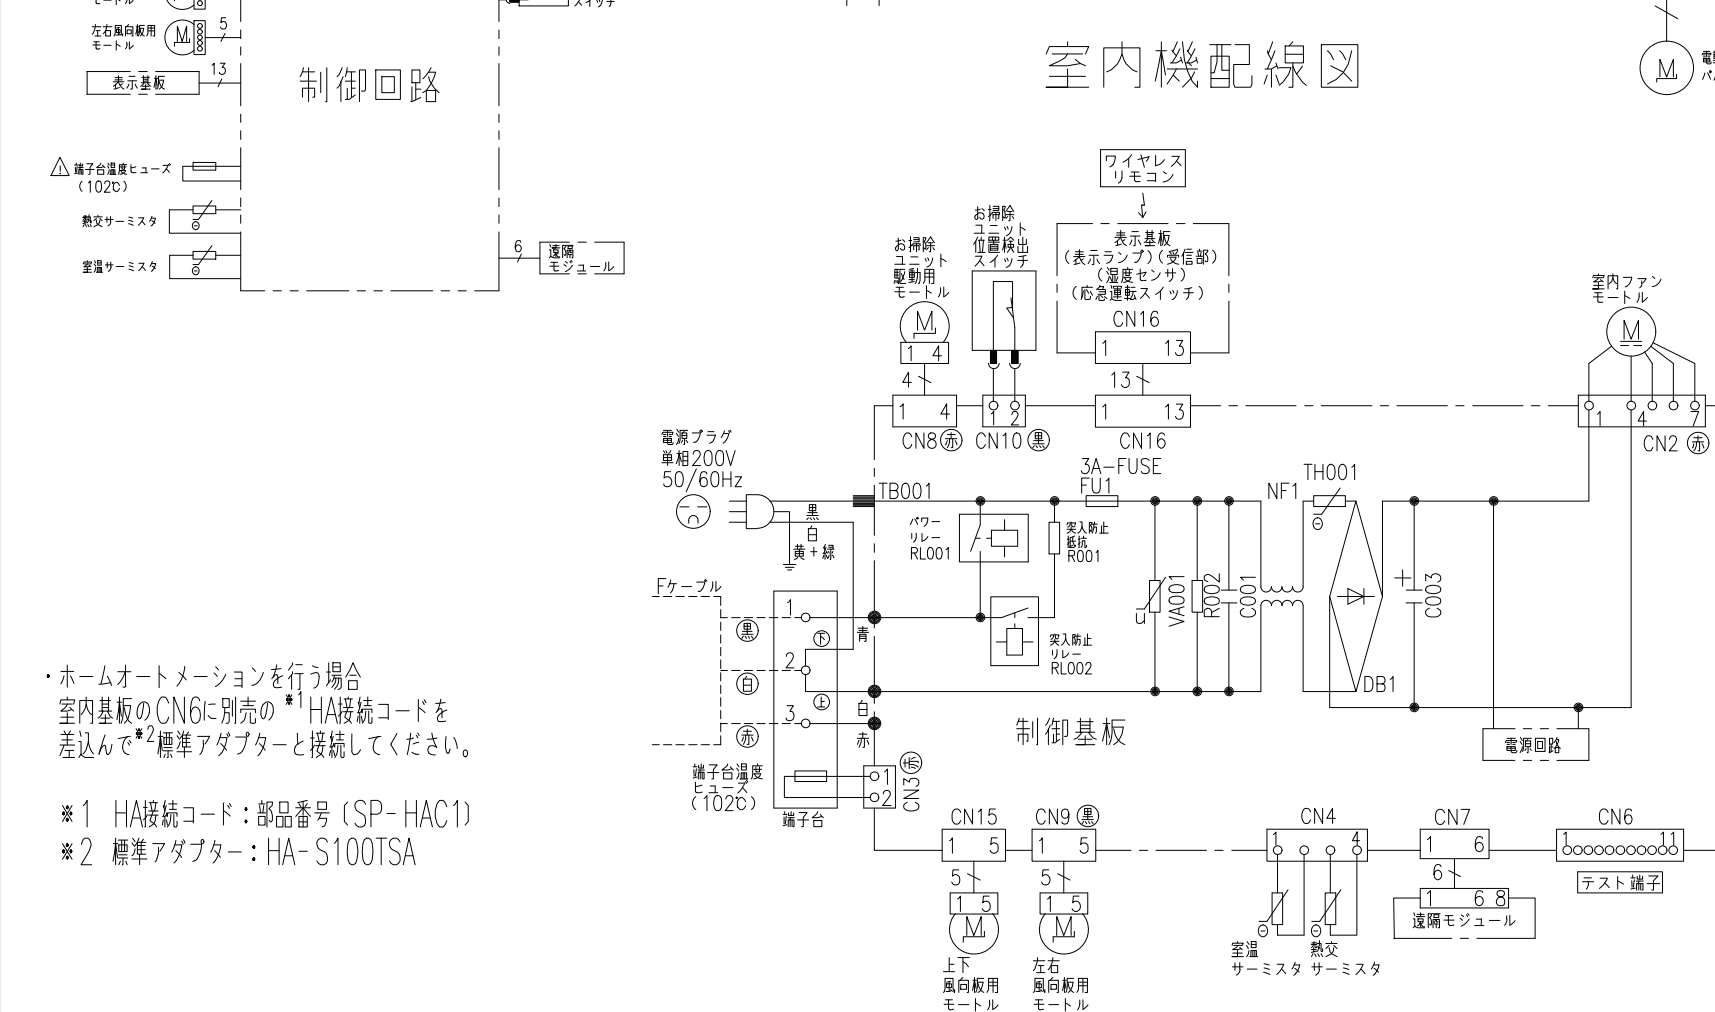 スイッチ
左右風向板用
モートル
M
5
表示基板
13
制御回路
端子台温度ヒューズ
(102℃)
熱交サーミスタ
室温サーミスタ
6
遠隔
モジュール
室内機配線図
M
ワイヤレス
リモコン
表示基板
(表示ランプ)(受信部)
(湿度センサ)
(応急運転スイッチ)
CN16
1 13
13
1 13
CN16
お掃除
ユニット
位置検出
スイッチ
1 2
CN10 黒
お掃除
ユニット
駆動用
モートル
M
1 4
4
1 4
CN8 赤
室内ファン
モートル
M
1 4 7
CN2 赤
電源プラグ
単相200V
50/60Hz
黒
白
黄+緑
TB001
パワー
リレー
RL001
突入防止
抵抗
R001
突入防止
リレー
RL002
3A-FUSE
FU1
u
VA001
R002
C001
NF1
TH001
DB1
+
C003
電源回路
Fケーブル
黒
白
赤
1
2
3
下
上
青
白
赤
端子台温度
ヒューズ
(102℃)
端子台
1
2
CN3 赤
制御基板
CN15
1 5
5
1 5
M
上下
風向板用
モートル
CN9 黒
1 5
5
1 5
M
左右
風向板用
モートル
CN4
1 4
室温
サーミスタ
熱交
サーミスタ
CN7
1 6
6
1 6 8
遠隔モジュール
CN6
1 11
テスト端子
・ホームオートメーションを行う場合
室内基板のCN6に別売の ※1 HA接続コードを
差込んで ※2 標準アダプターと接続してください。
※1 HA接続コード:部品番号(SP-HAC1)
※2 標準アダプター:HA-S100TSA